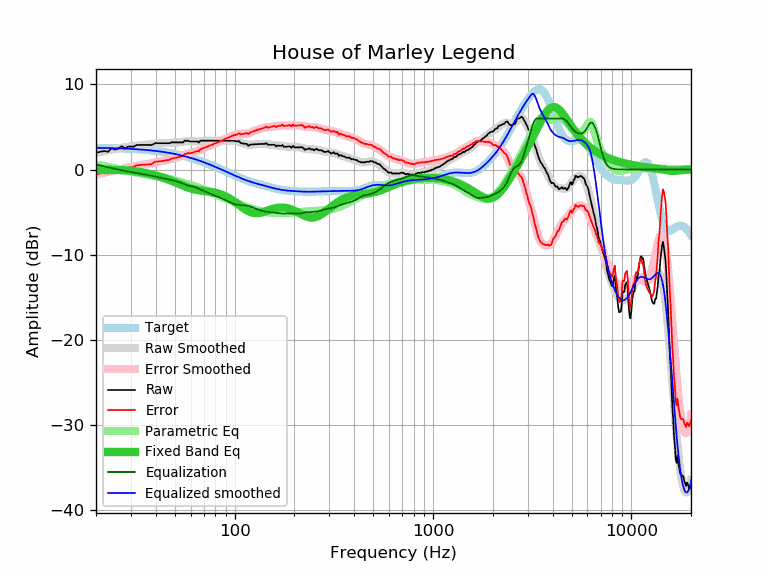 House of Marley Legend
10
0
−10
−20
−30
−40
Amplitude (dBr)
Target
Raw Smoothed
Error Smoothed
Raw
Error
Parametric Eq
Fixed Band Eq
Equalization
Equalized smoothed
100
1000
10000
Frequency (Hz)